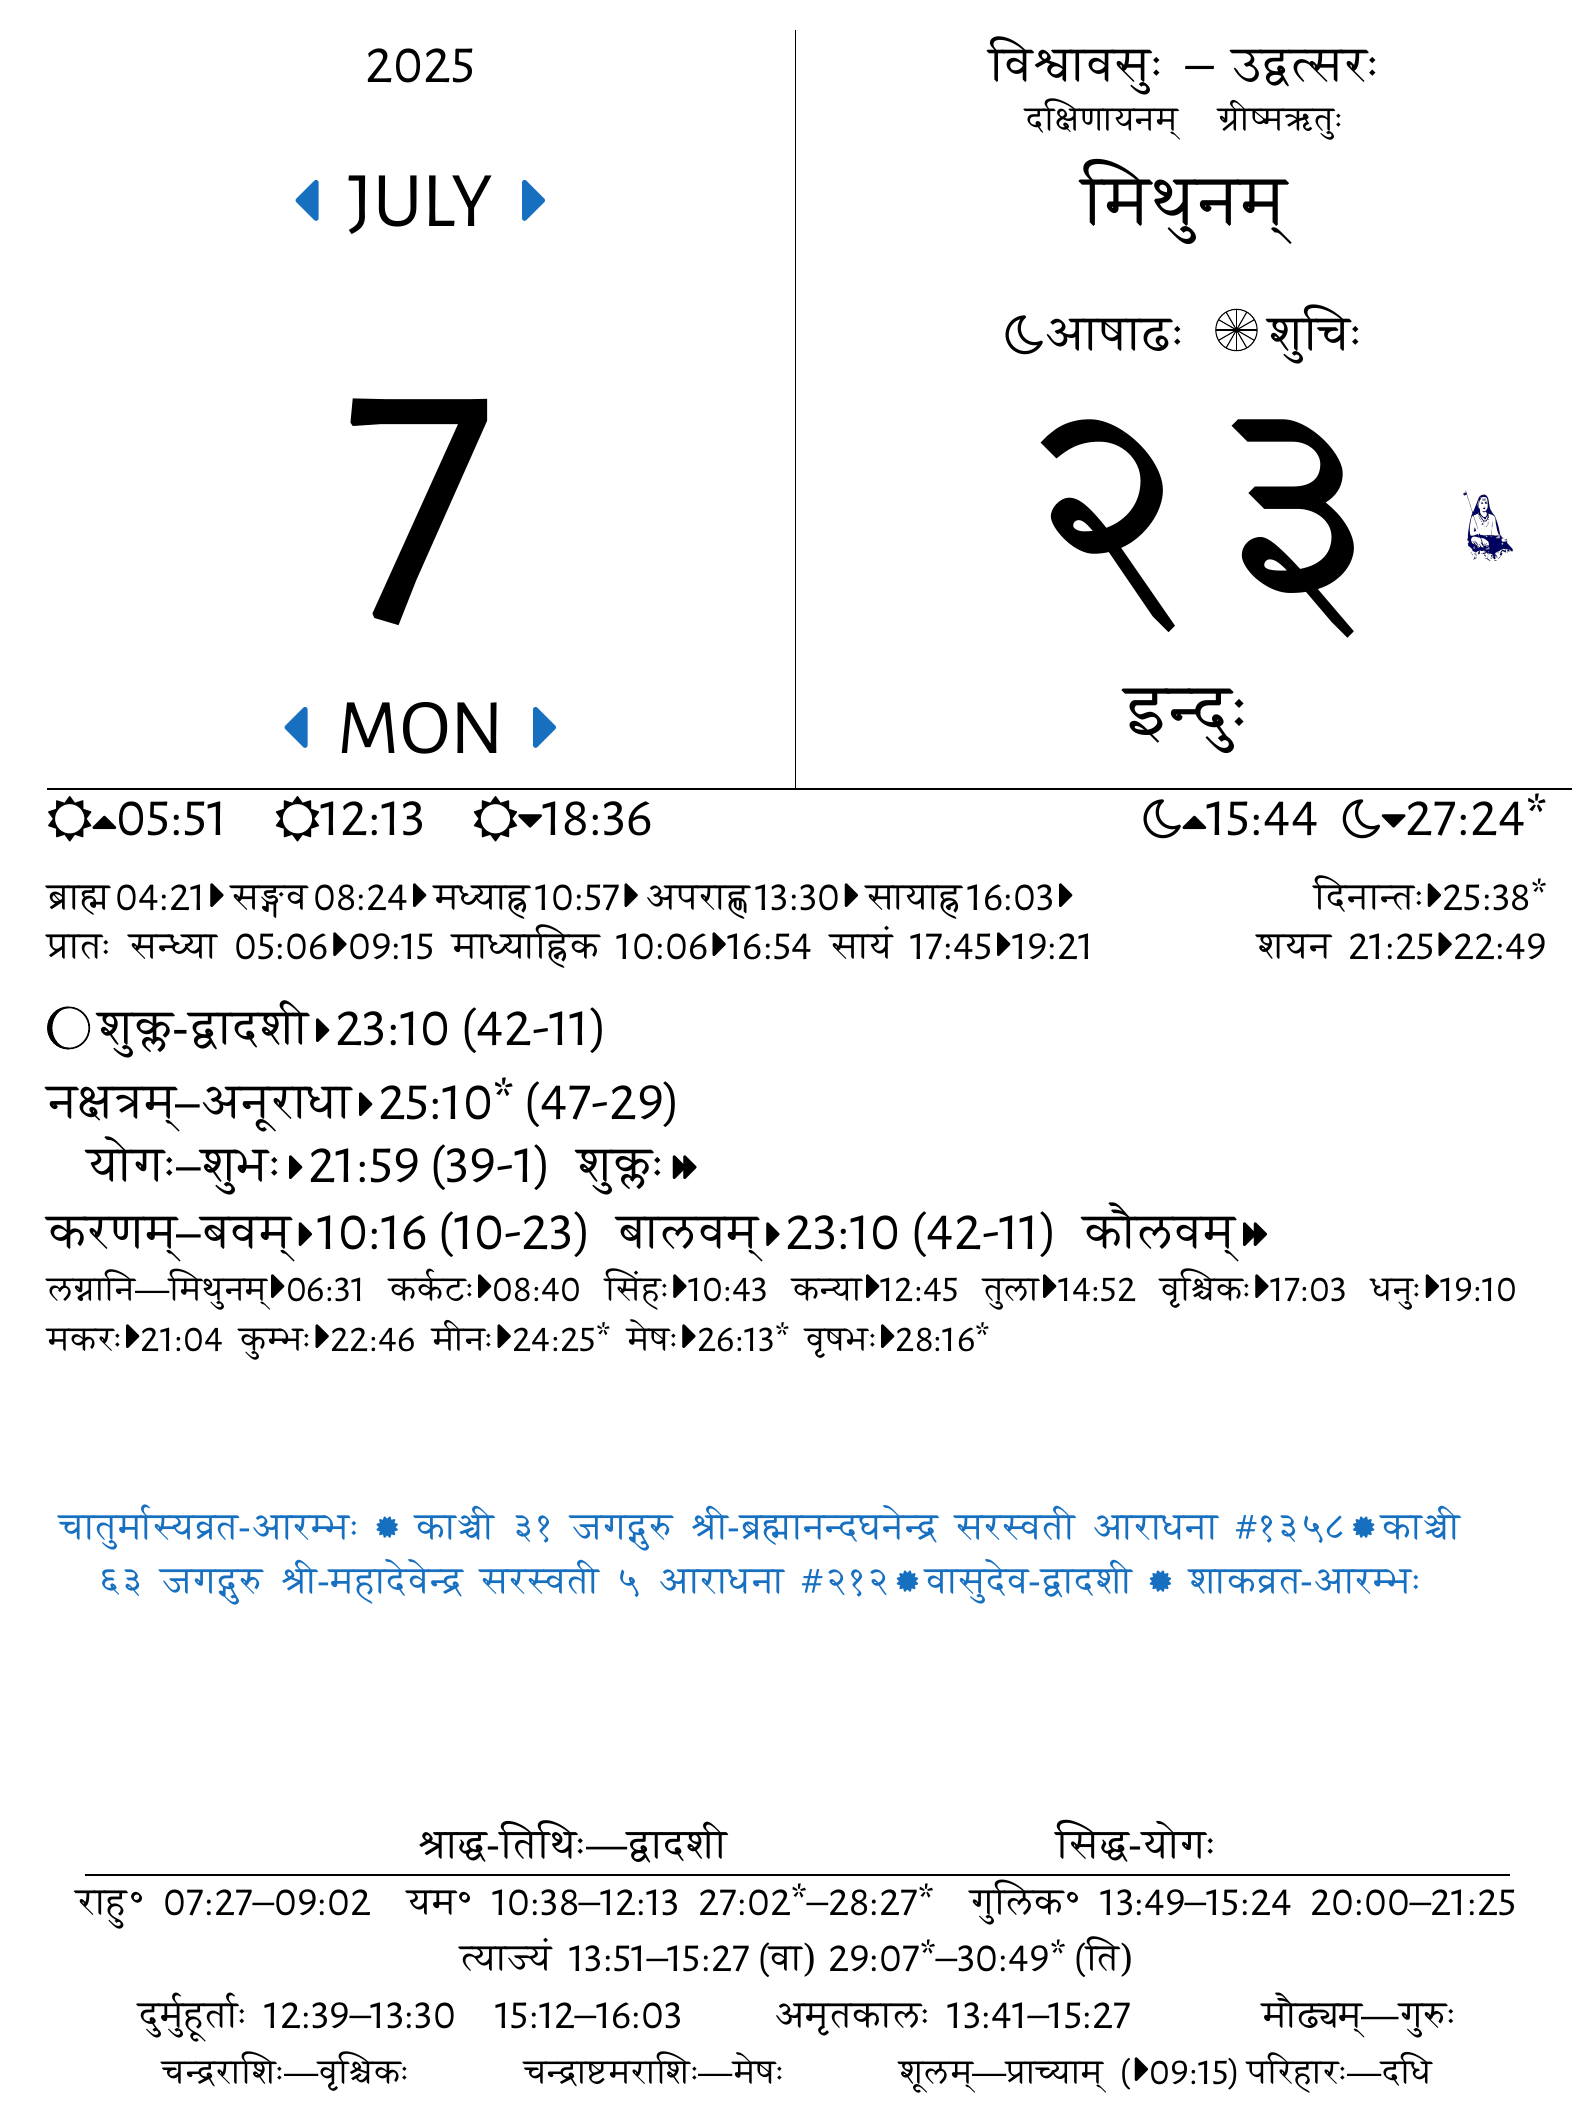 2025
JULY
7
MON
विश्वावसुः – उद्वत्सरः
दक्षिणायनम् ग्रीष्मऋतुः
मिथुनम्
आषाढः शुचिः
२३
इन्दुः
05:51 12:13 18:36 15:44 27:24*
ब्राह्म 04:21 सङ्गव 08:24 मध्याह्न 10:57 अपराह्ण 13:30 सायाह्न 16:03 दिनान्तः 25:38*
प्रातः सन्ध्या 05:06 09:15 माध्याह्निक 10:06 16:54 सायं 17:45 19:21 शयन 21:25 22:49
शुक्ल-द्वादशी 23:10 (42-11)
नक्षत्रम्–अनूराधा 25:10* (47-29)
योगः–शुभः 21:59 (39-1) शुक्लः
करणम्–बवम् 10:16 (10-23) बालवम् 23:10 (42-11) कौलवम्
लग्नानि—मिथुनम् 06:31 कर्कटः 08:40 सिंहः 10:43 कन्या 12:45 तुला 14:52 वृश्चिकः 17:03 धनुः 19:10
मकरः 21:04 कुम्भः 22:46 मीनः 24:25* मेषः 26:13* वृषभः 28:16*
चातुर्मास्यव्रत-आरम्भः काञ्ची ३१ जगद्गुरु श्री-ब्रह्मानन्दघनेन्द्र सरस्वती आराधना #१३५८ काञ्ची
६३ जगद्गुरु श्री-महादेवेन्द्र सरस्वती ५ आराधना #२१२ वासुदेव-द्वादशी शाकव्रत-आरम्भः
श्राद्ध-तिथिः—द्वादशी सिद्ध-योगः
राहु॰ 07:27–09:02 यम॰ 10:38–12:13 27:02*–28:27* गुलिक॰ 13:49–15:24 20:00–21:25
त्याज्यं 13:51–15:27 (वा) 29:07*–30:49* (ति)
दुर्मुहूर्ताः 12:39–13:30 15:12–16:03 अमृतकालः 13:41–15:27 मौढ्यम्—गुरुः
चन्द्रराशिः—वृश्चिकः चन्द्राष्टमराशिः—मेषः शूलम्—प्राच्याम् (09:15) परिहारः—दधि